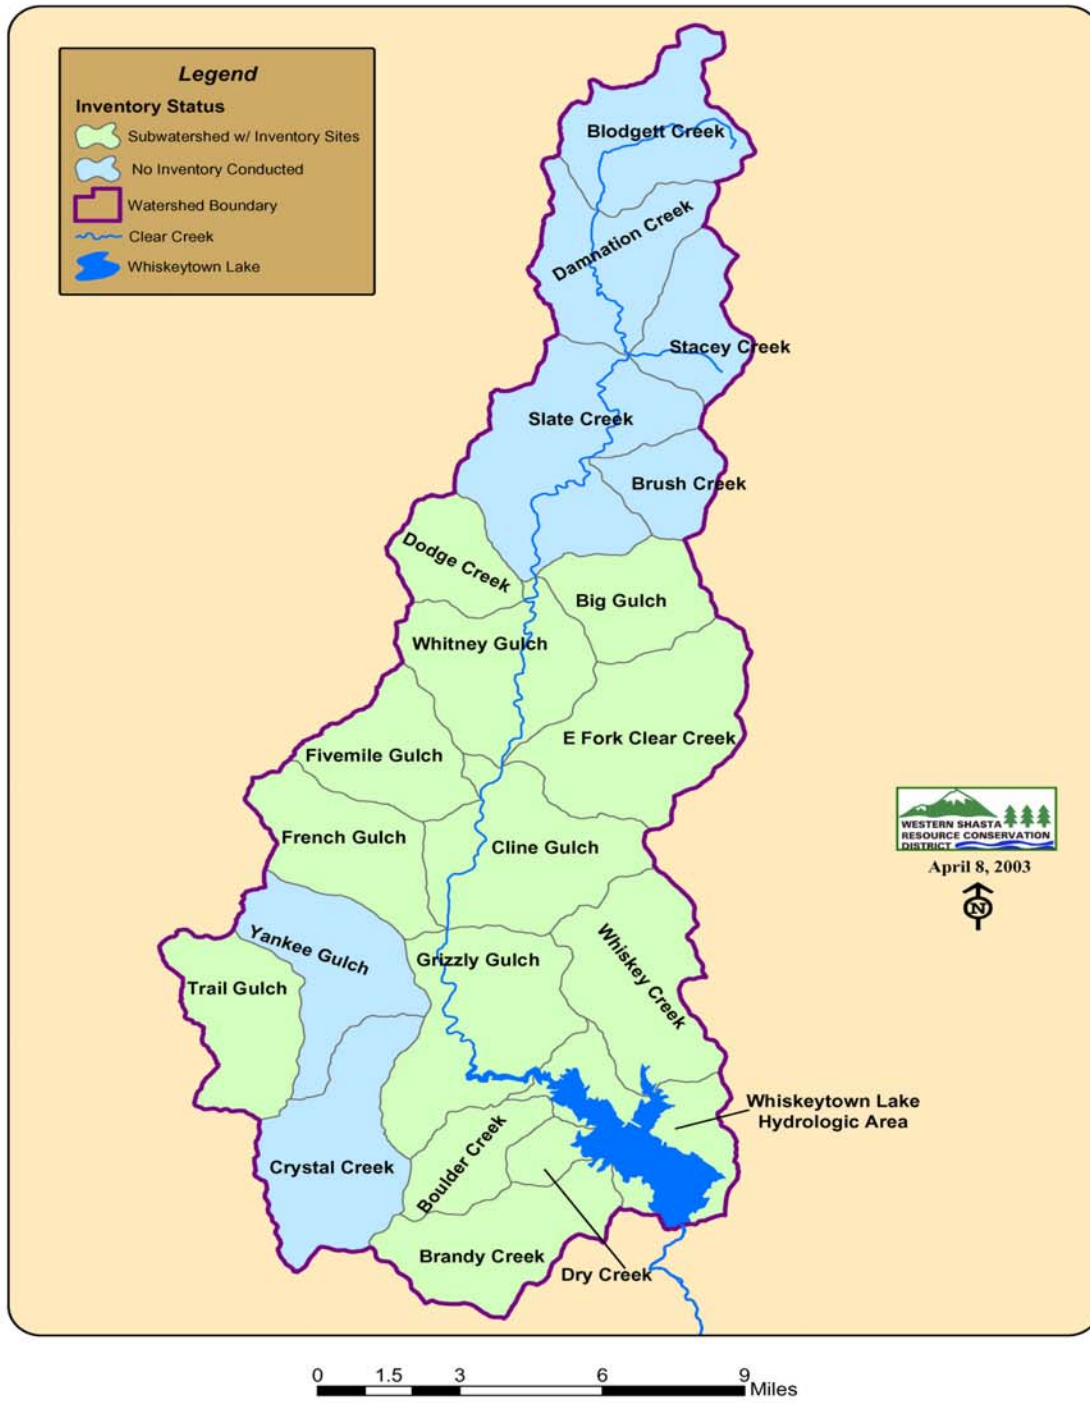 Legend
Inventory Status
Subwatershed w/ Inventory Sites
No Inventory Conducted
Watershed Boundary
Clear Creek
Whiskeytown Lake
Blodgett Creek
Damnation Creek
Stacey Creek
Slate Creek
Brush Creek
Dodge Creek
Big Gulch
Whitney Gulch
E Fork Clear Creek
Fivemile Gulch
French Gulch
Cline Gulch
WESTERN SHASTA
RESOURCE CONSERVATION
DISTRICT
April 8, 2003
N
Yankee Gulch
Grizzly Gulch
Whiskey Creek
Trail Gulch
Whiskeytown Lake
Hydrologic Area
Crystal Creek
Boulder Creek
Brandy Creek
Dry Creek
0 1.5 3 6 9
Miles